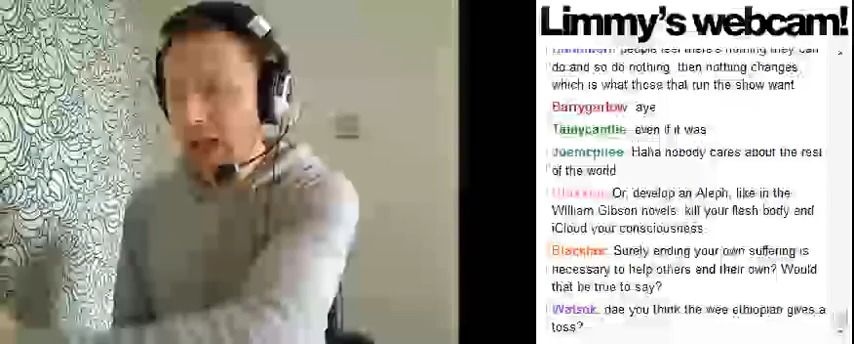 Limmy's webcam!
people feel there's nothing they can
do and so do nothing then nothing changes
which is what those that run the show want
Barrygarlow aye
even if it was
Haha nobody cares about the rest
of the world
Or, develop an Aleph, like in the
William Gibson novels kill your flesh body and
iCloud your consciousness
Surely ending your own suffering is
necessary to help others end their own? Would
that be true to say?
dae you think the wee ethiopian gives a
toss?